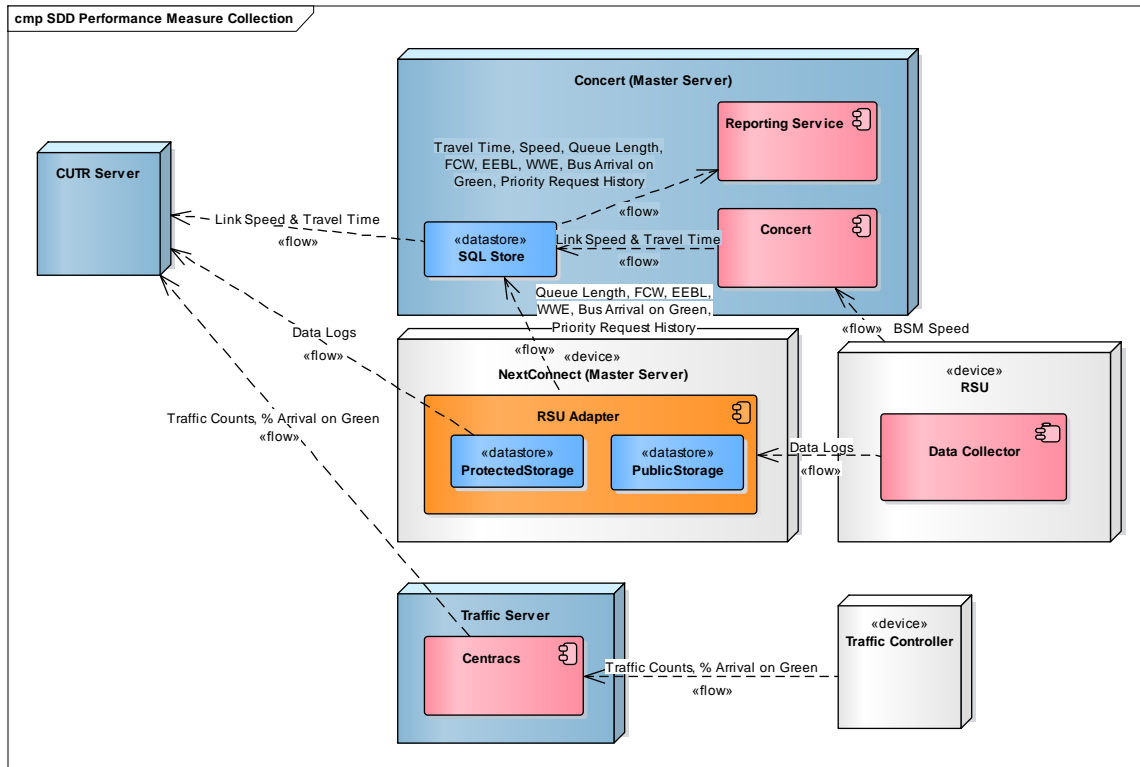 cmp SDD Performance Measure Collection
Concert (Master Server)
Reporting Service
Travel Time, Speed, Queue Length,
FCW, EEBL, WWE, Bus Arrival on
Green, Priority Request History
«flow»
CUTR Server
Link Speed & Travel Time
«flow»
«datastore»
SQL Store
Link Speed & Travel Time
«flow»
Concert
Queue Length, FCW, EEBL,
WWE, Bus Arrival on Green,
Priority Request History
«flow»
«flow»
BSM Speed
Data Logs
«flow»
«device»
NextConnect (Master Server)
RSU Adapter
«datastore»
ProtectedStorage
«datastore»
PublicStorage
«device»
RSU
Data Collector
Data Logs
«flow»
Traffic Counts, % Arrival on Green
«flow»
Traffic Server
Centracs
Traffic Counts, % Arrival on Green
«flow»
«device»
Traffic Controller